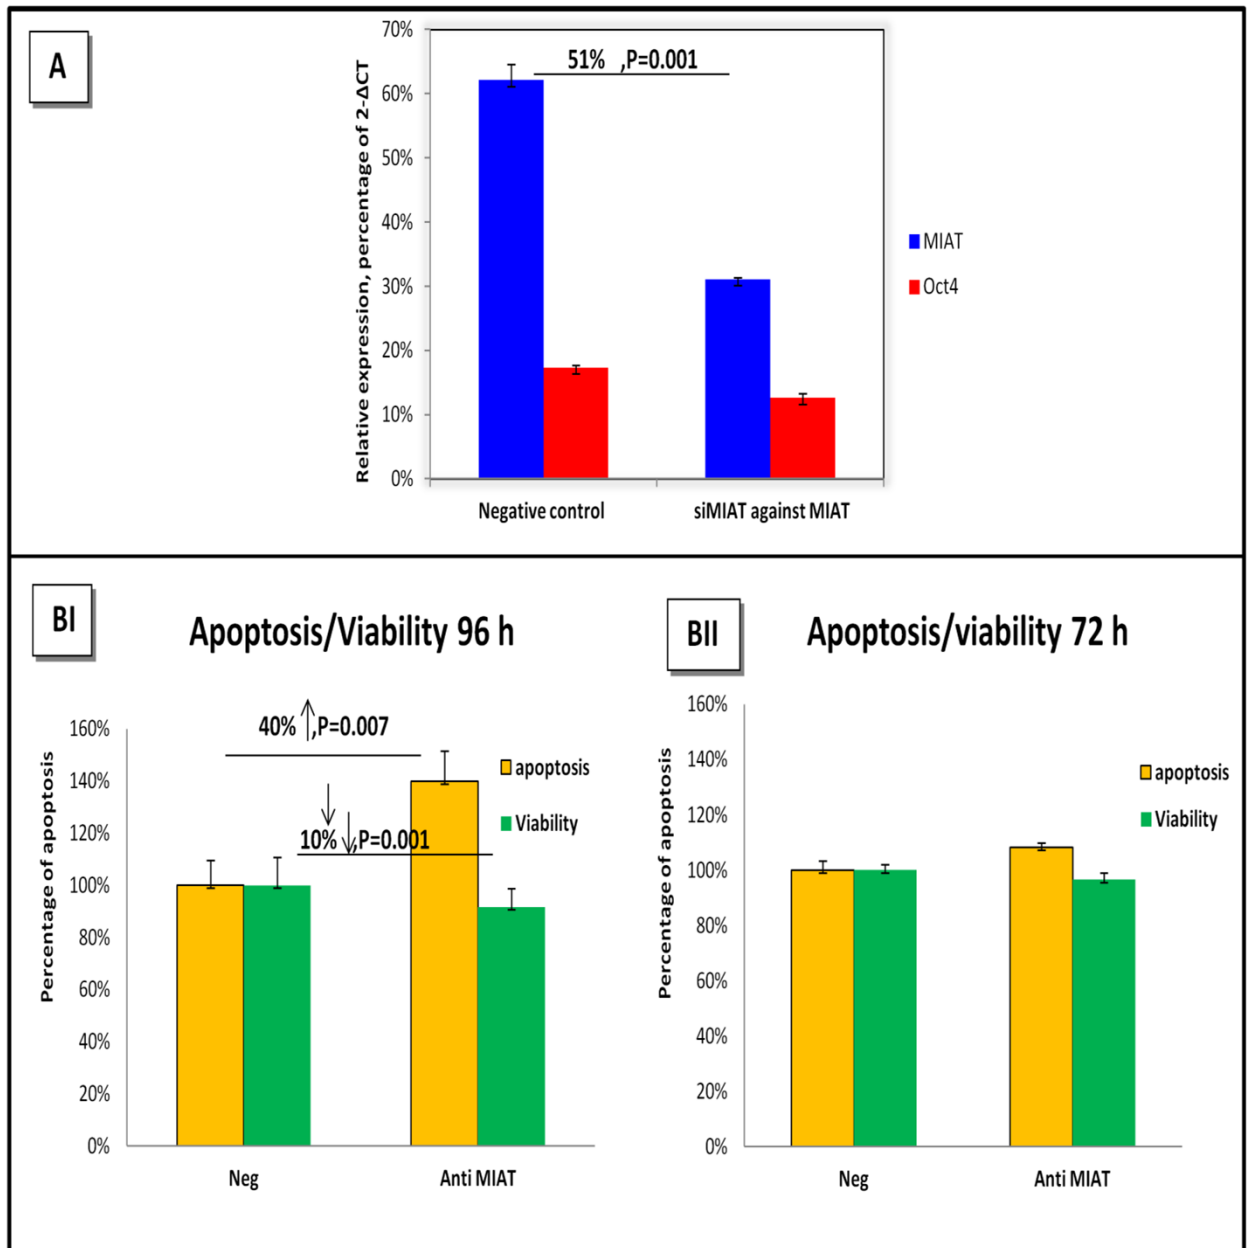 A
70%
60%
50%
40%
30%
20%
10%
0%
Relative expression, percentage of 2-ΔCT
51% ,P=0.001
MIAT
Oct4
Negative control
siMIAT against MIAT
BI
Apoptosis/Viability 96 h
160%
140%
120%
100%
80%
60%
40%
20%
0%
Percentage of apoptosis
40% ↑,P=0.007
↓
10% ↓,P=0.001
apoptosis
Viability
Neg
Anti MIAT
BII
Apoptosis/viability 72 h
160%
140%
120%
100%
80%
60%
40%
20%
0%
Percentage of apoptosis
apoptosis
Viability
Neg
Anti MIAT